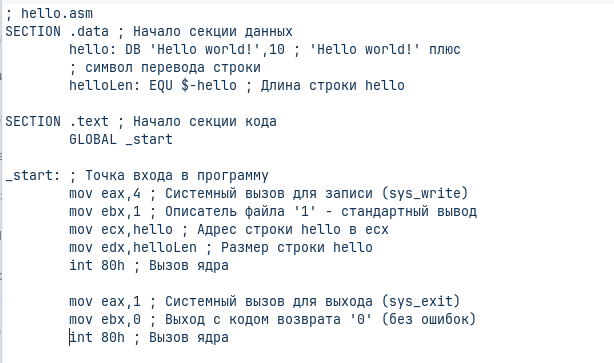 ; hello.asm
SECTION .data ; Начало секции данных
hello: DB 'Hello world!',10 ; 'Hello world!' плюс
; символ перевода строки
helloLen: EQU $-hello ; Длина строки hello
SECTION .text ; Начало секции кода
GLOBAL _start
_start: ; Точка входа в программу
mov eax,4 ; Системный вызов для записи (sys_write)
mov ebx,1 ; Описатель файла '1' - стандартный вывод
mov ecx,hello ; Адрес строки hello в ecx
mov edx,helloLen ; Размер строки hello
int 80h ; Вызов ядра
mov eax,1 ; Системный вызов для выхода (sys_exit)
mov ebx,0 ; Выход с кодом возврата '0' (без ошибок)
int 80h ; Вызов ядра